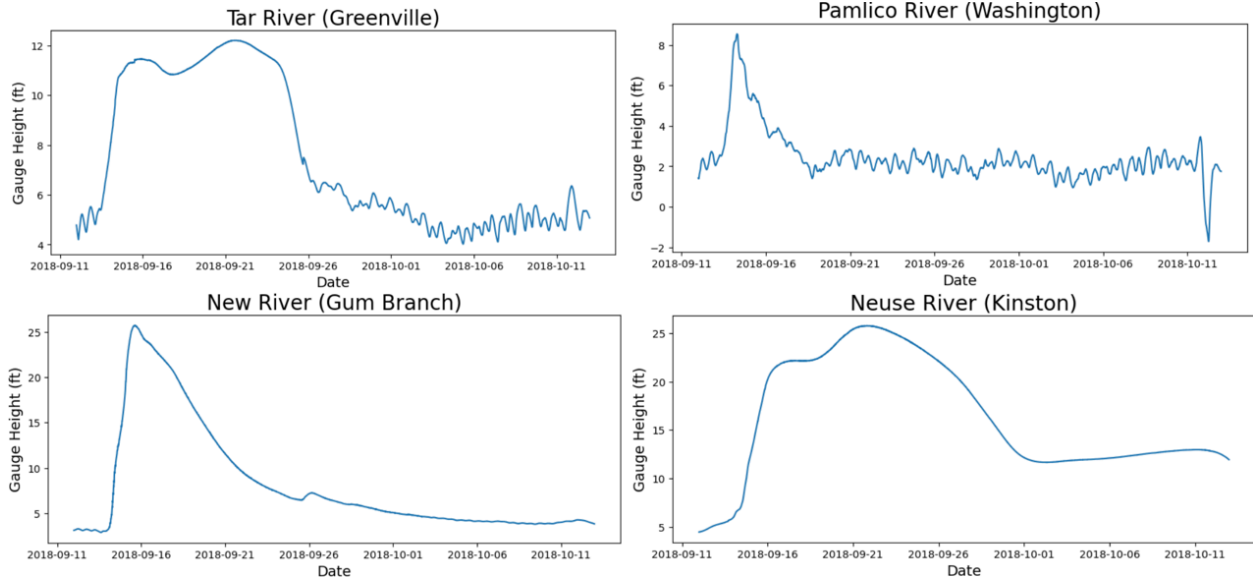 Tar River (Greenville)
Gauge Height (ft)
12
10
8
6
4
2018-09-11 2018-09-16 2018-09-21 2018-09-26 2018-10-01 2018-10-06 2018-10-11
Date
Pamlico River (Washington)
Gauge Height (ft)
8
6
4
2
0
−2
2018-09-11 2018-09-16 2018-09-21 2018-09-26 2018-10-01 2018-10-06 2018-10-11
Date
New River (Gum Branch)
Gauge Height (ft)
25
20
15
10
5
2018-09-11 2018-09-16 2018-09-21 2018-09-26 2018-10-01 2018-10-06 2018-10-11
Date
Neuse River (Kinston)
Gauge Height (ft)
25
20
15
10
5
2018-09-11 2018-09-16 2018-09-21 2018-09-26 2018-10-01 2018-10-06 2018-10-11
Date